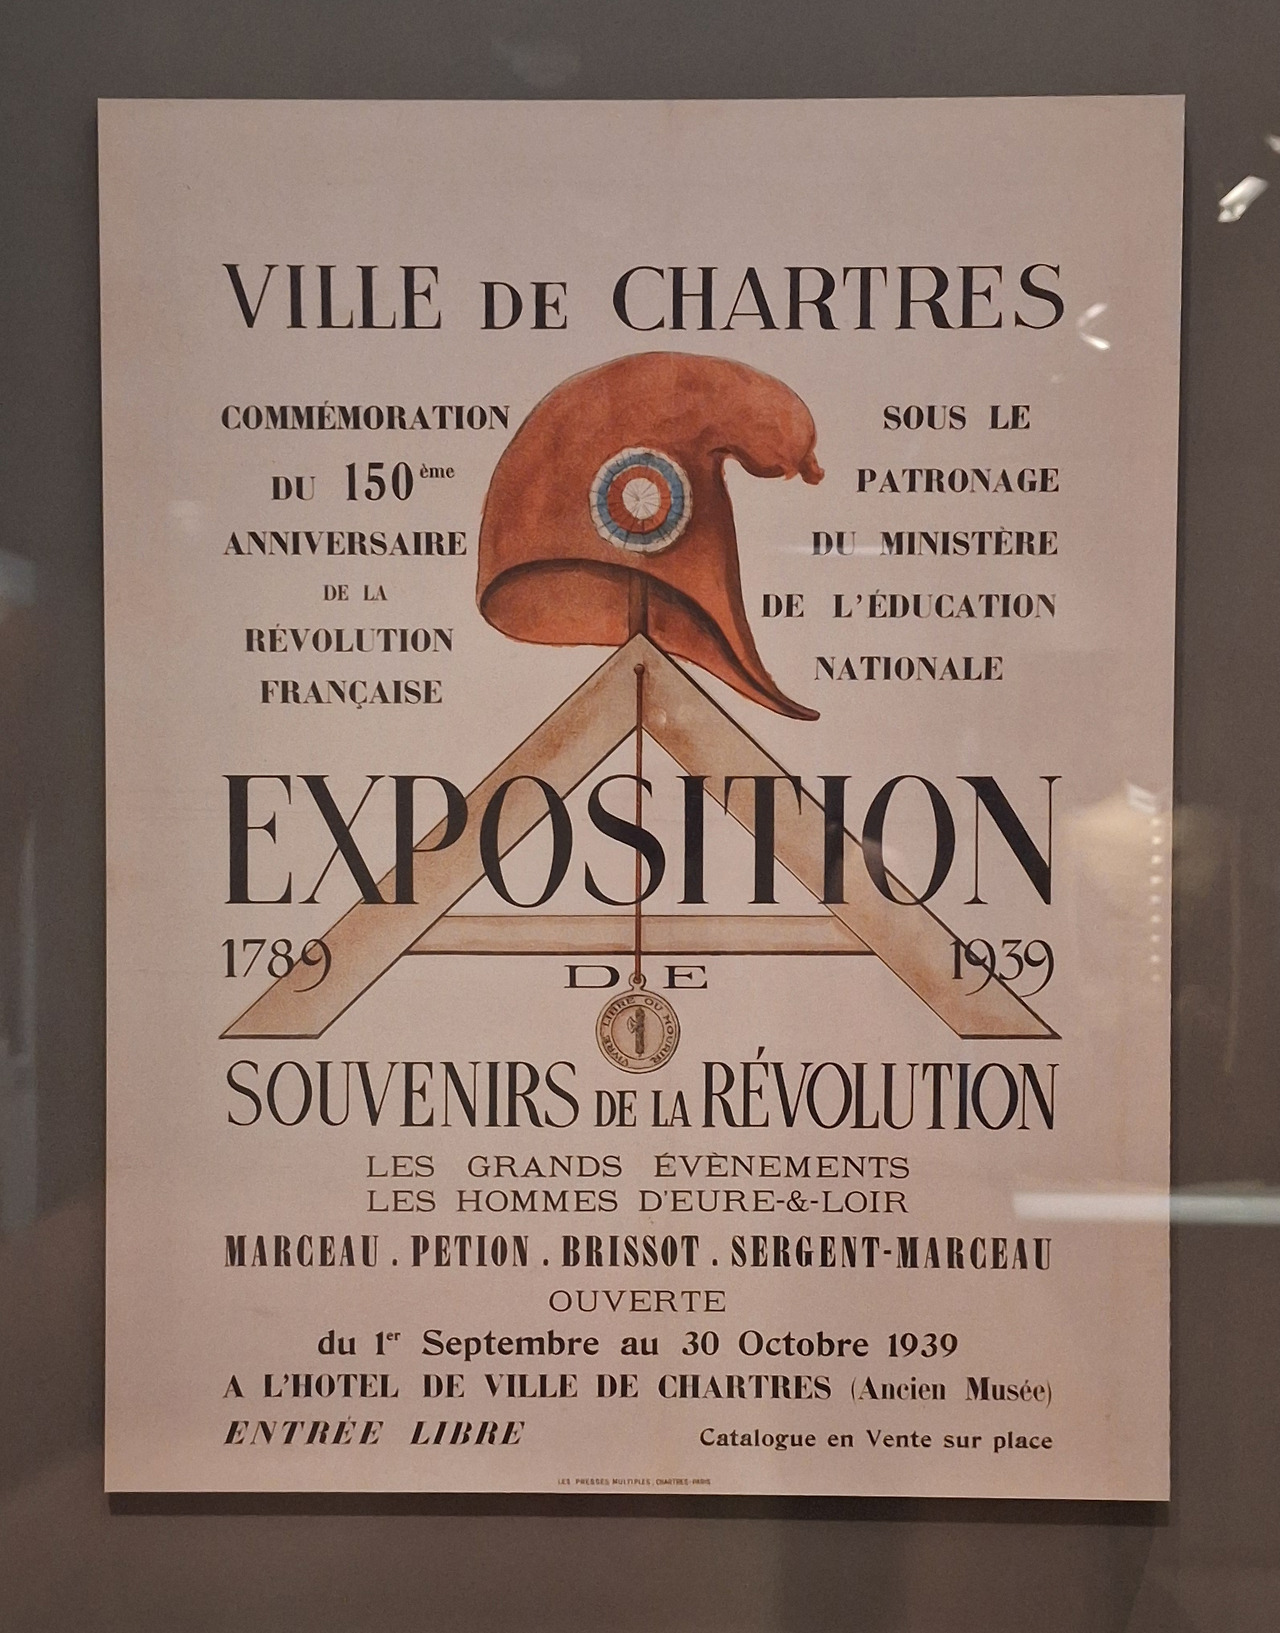 VILLE DE CHARTRES
COMMÉMORATION
DU 150ème
ANNIVERSAIRE
DE LA
RÉVOLUTION
FRANÇAISE
SOUS LE
PATRONAGE
DU MINISTÈRE
DE L'ÉDUCATION
NATIONALE
EXPOSITION
1789 1939
DE
VIVRE LIBRE OU MOURIR
SOUVENIRS DE LA RÉVOLUTION
LES GRANDS ÉVÈNEMENTS
LES HOMMES D'EURE-&-LOIR
MARCEAU . PETION . BRISSOT . SERGENT-MARCEAU
OUVERTE
du 1er Septembre au 30 Octobre 1939
A L'HOTEL DE VILLE DE CHARTRES (Ancien Musée)
ENTRÉE LIBRE Catalogue en Vente sur place
LES PRESSES MULTIPLES, CHARTRES-PARIS